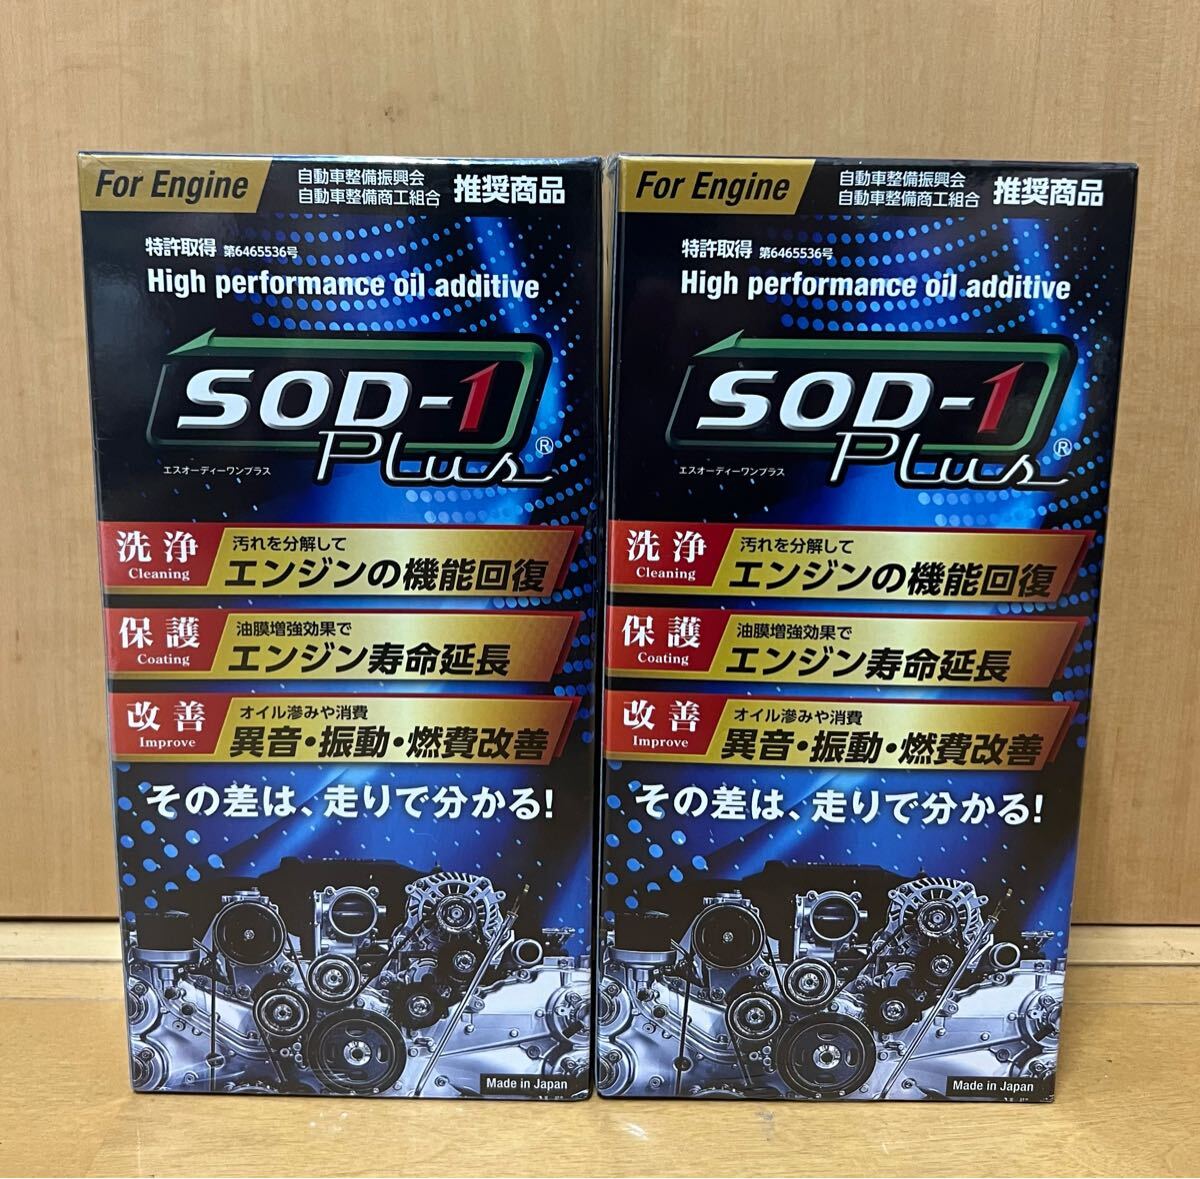 For Engine
自動車整備振興会
自動車整備商工組合
推奨商品
特許取得 第6465536号
High performance oil additive
SOD-1
Plus®
エスオーディーワンプラス
洗浄
Cleaning
汚れを分解して
エンジンの機能回復
保護
Coating
油膜増強効果で
エンジン寿命延長
改善
Improve
オイル滲みや消費
異音・振動・燃費改善
その差は、走りで分かる!
Made in Japan
For Engine
自動車整備振興会
自動車整備商工組合
推奨商品
特許取得 第6465536号
High performance oil additive
SOD-1
Plus®
エスオーディーワンプラス
洗浄
Cleaning
汚れを分解して
エンジンの機能回復
保護
Coating
油膜増強効果で
エンジン寿命延長
改善
Improve
オイル滲みや消費
異音・振動・燃費改善
その差は、走りで分かる!
Made in Japan